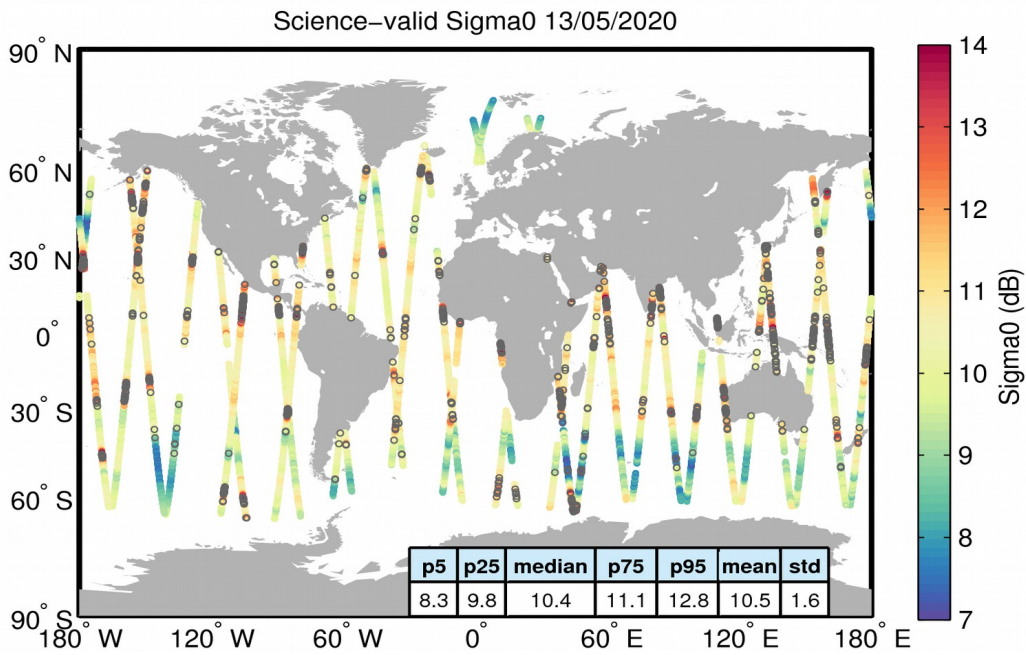 Science−valid Sigma0 13/05/2020
90° N
60° N
30° N
0°
30° S
60° S
90° S
180° W
120° W
60° W
0°
60° E
120° E
180° E
p5 p25 median p75 p95 mean std
8.3 9.8 10.4 11.1 12.8 10.5 1.6
14
13
12
11
10
9
8
7
Sigma0 (dB)